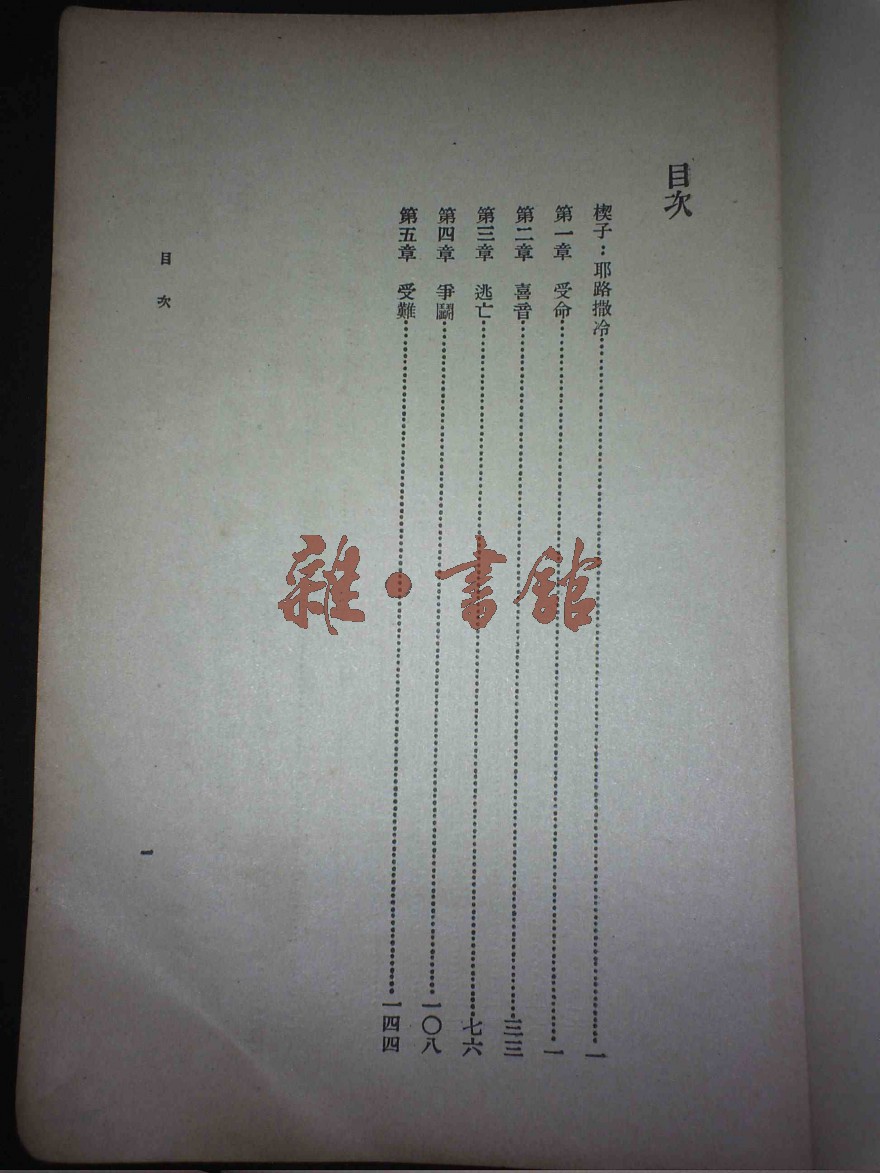 目次
楔子：耶路撒冷……一
第一章　受命……一
第二章　喜音……三三
第三章　逃亡……七六
第四章　爭鬭……一〇八
第五章　受難……一四四
目次
一
雜·書館